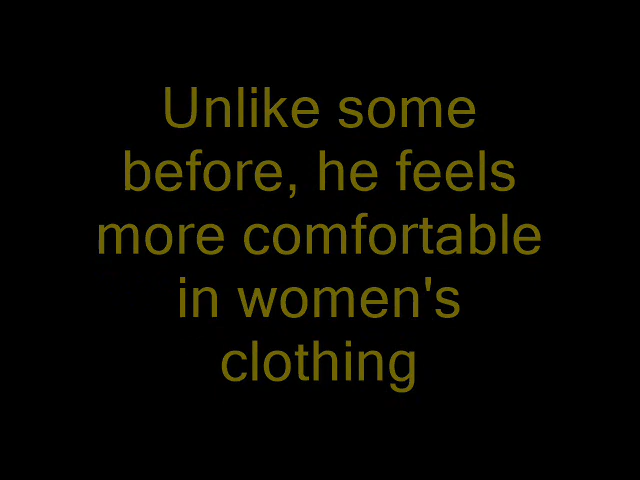 Unlike some
before, he feels
more comfortable
in women's
clothing